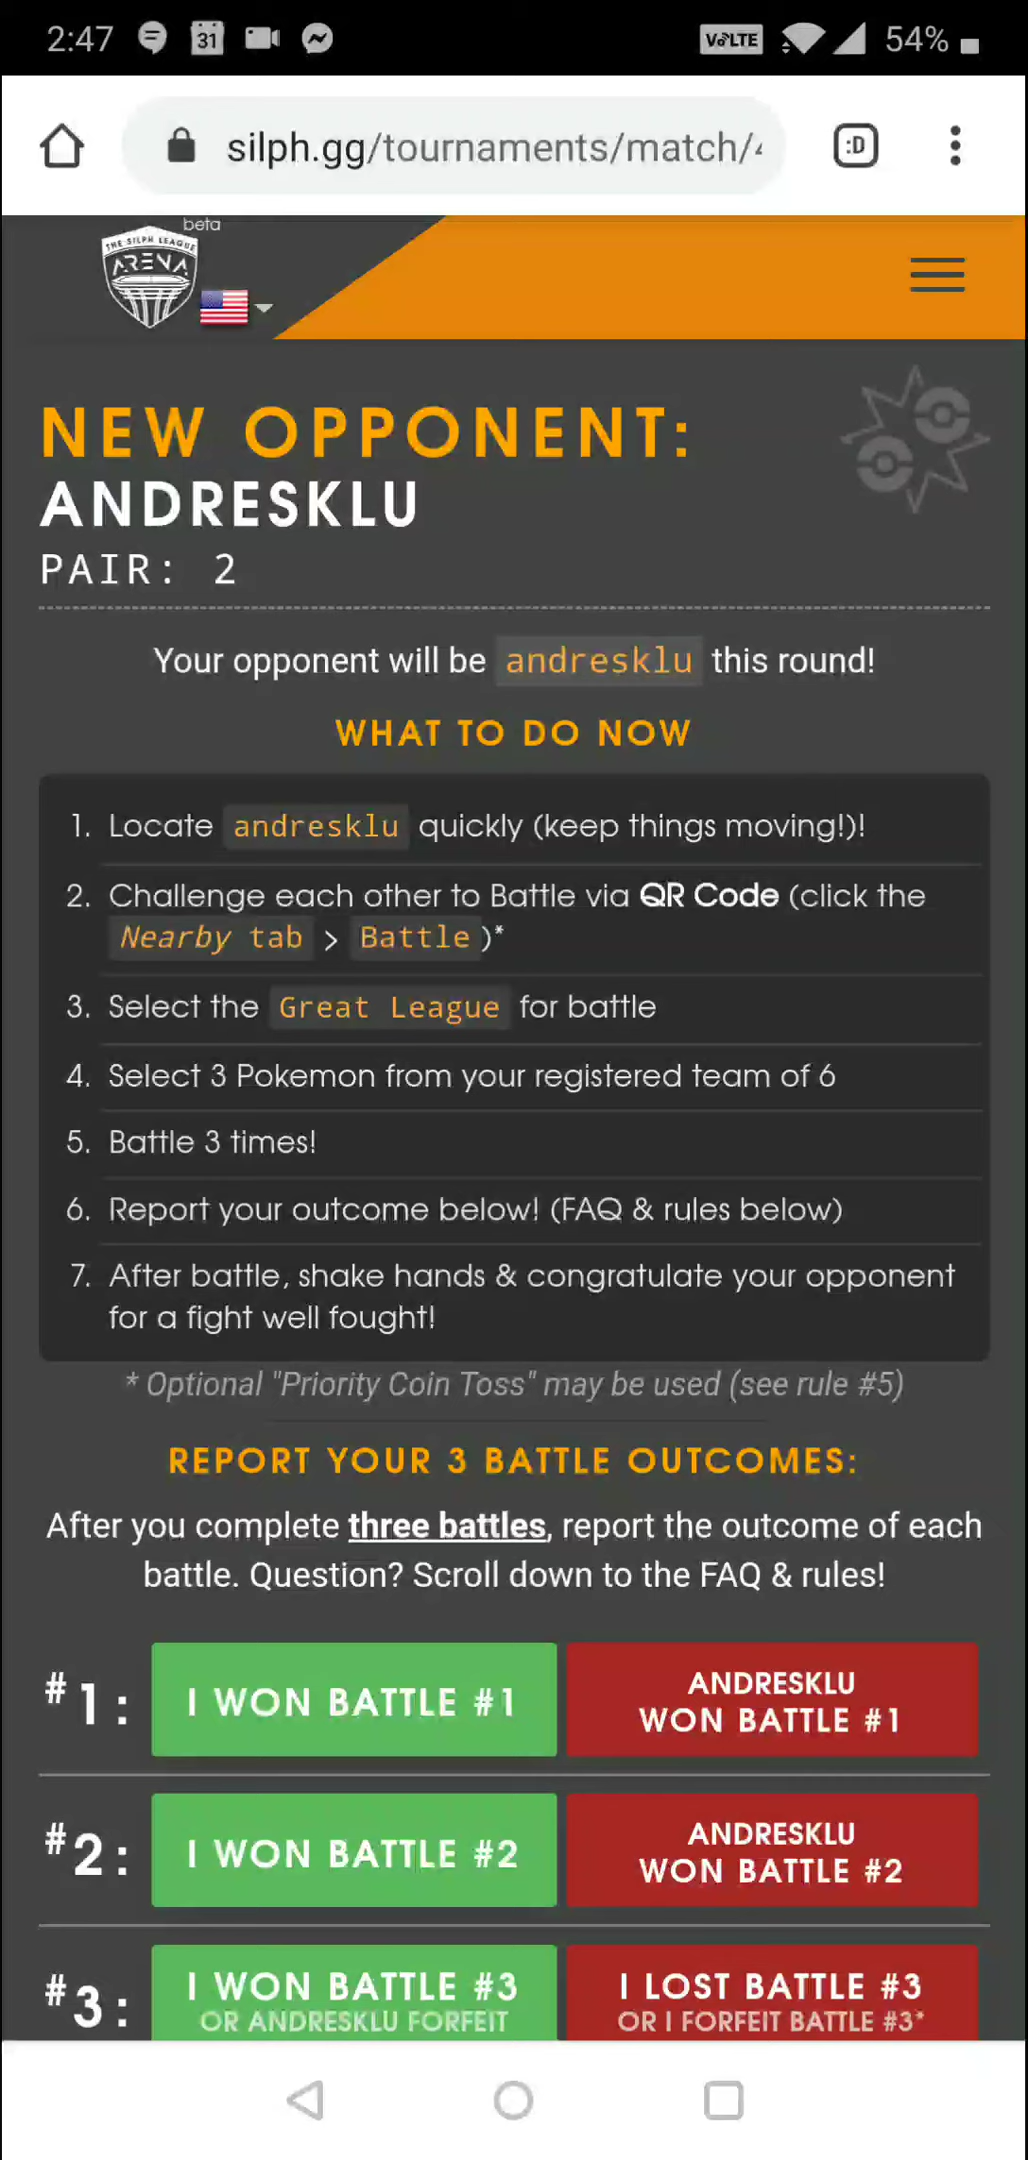 2:47 31 VoLTE 54%
silph.gg/tournaments/match/
:D
beta
THE SILPH LEAGUE
ARENA
NEW OPPONENT:
ANDRESKLU
PAIR: 2
Your opponent will be andresklu this round!
WHAT TO DO NOW
1. Locate andresklu quickly (keep things moving!)!
2. Challenge each other to Battle via QR Code (click the
Nearby tab > Battle )*
3. Select the Great League for battle
4. Select 3 Pokemon from your registered team of 6
5. Battle 3 times!
6. Report your outcome below! (FAQ & rules below)
7. After battle, shake hands & congratulate your opponent
for a fight well fought!
* Optional "Priority Coin Toss" may be used (see rule #5)
REPORT YOUR 3 BATTLE OUTCOMES:
After you complete three battles, report the outcome of each
battle. Question? Scroll down to the FAQ & rules!
#1: I WON BATTLE #1
ANDRESKLU
WON BATTLE #1
#2: I WON BATTLE #2
ANDRESKLU
WON BATTLE #2
#3: I WON BATTLE #3
OR ANDRESKLU FORFEIT
I LOST BATTLE #3
OR I FORFEIT BATTLE #3*